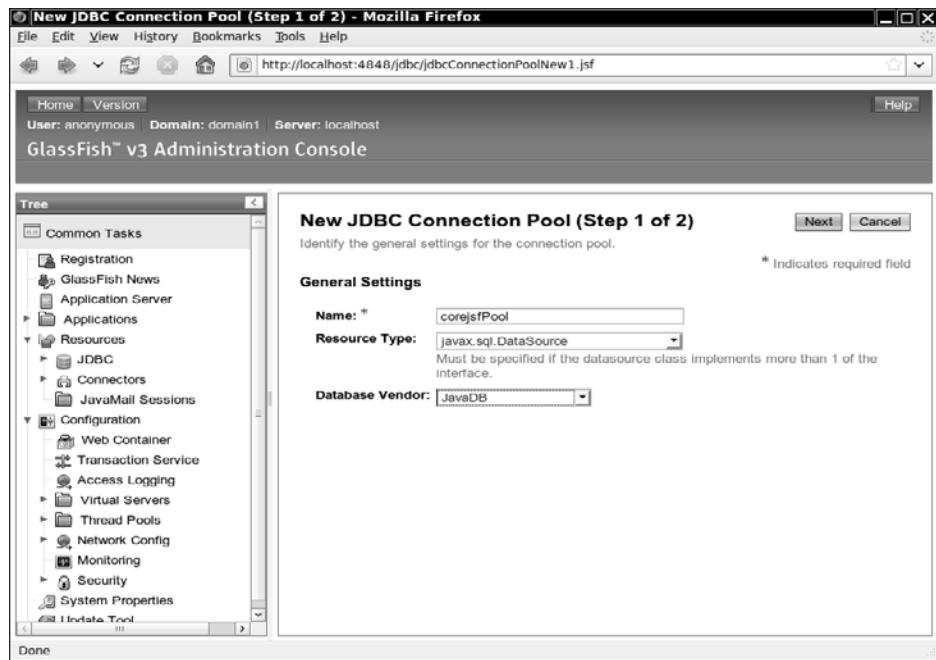 New JDBC Connection Pool (Step 1 of 2) - Mozilla Firefox
File Edit View History Bookmarks Tools Help
http://localhost:4848/jdbc/jdbcConnectionPoolNew1.jsf
Home Version Help
User: anonymous Domain: domain1 Server: localhost
GlassFish™ v3 Administration Console
Tree
Common Tasks
Registration
GlassFish News
Application Server
Applications
Resources
JDBC
Connectors
JavaMail Sessions
Configuration
Web Container
Transaction Service
Access Logging
Virtual Servers
Thread Pools
Network Config
Monitoring
Security
System Properties
Update Tool
New JDBC Connection Pool (Step 1 of 2) Next Cancel
Identify the general settings for the connection pool.
* Indicates required field
General Settings
Name: * corejsfPool
Resource Type: javax.sql.DataSource
Must be specified if the datasource class implements more than 1 of the
interface.
Database Vendor: JavaDB
Done